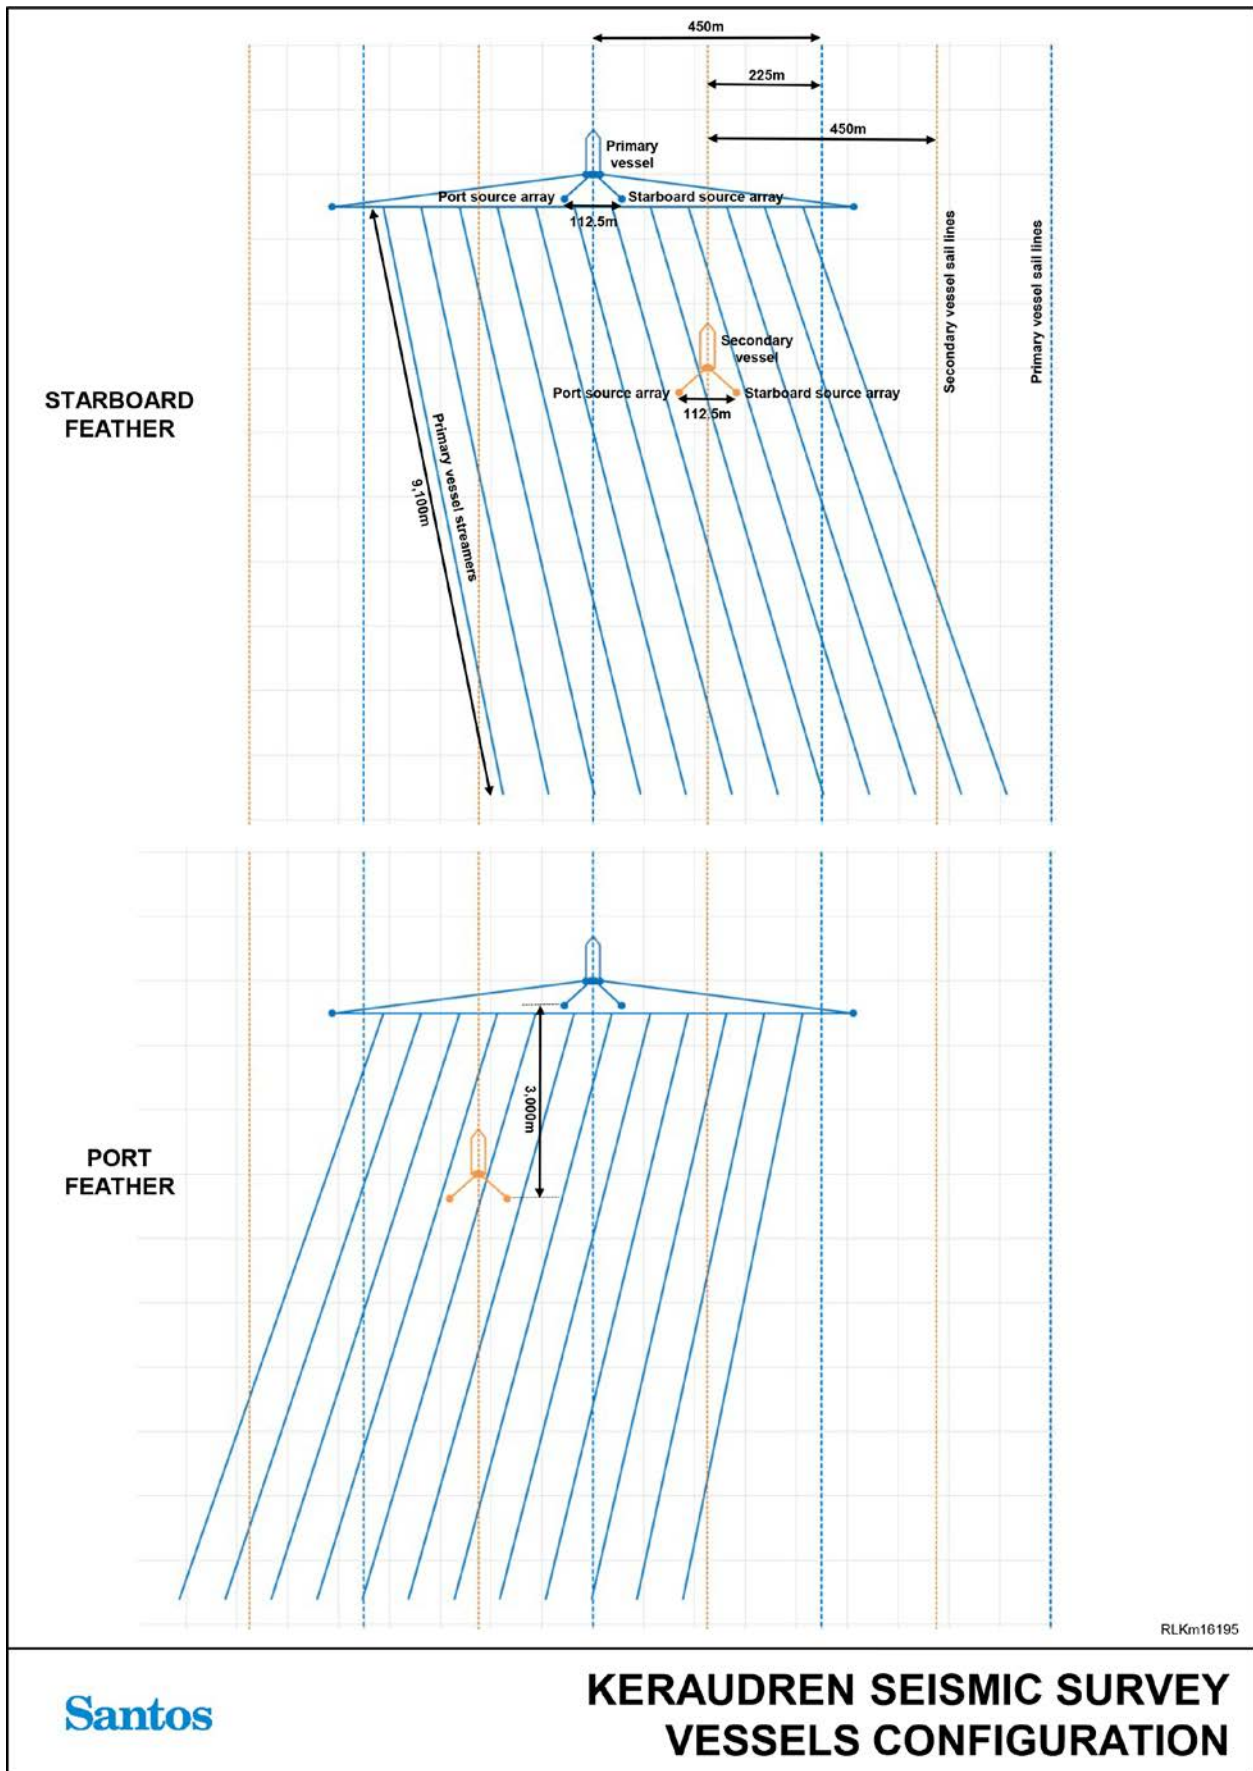 450m
225m
450m
Primary
vessel
Port source array
Starboard source array
112.5m
Secondary vessel sail lines
Primary vessel sail lines
Secondary
vessel
Port source array
Starboard source array
112.5m
STARBOARD
FEATHER
Primary vessel streamers
9,100m
3,000m
PORT
FEATHER
RLKm16195
Santos
KERAUDREN SEISMIC SURVEY
VESSELS CONFIGURATION